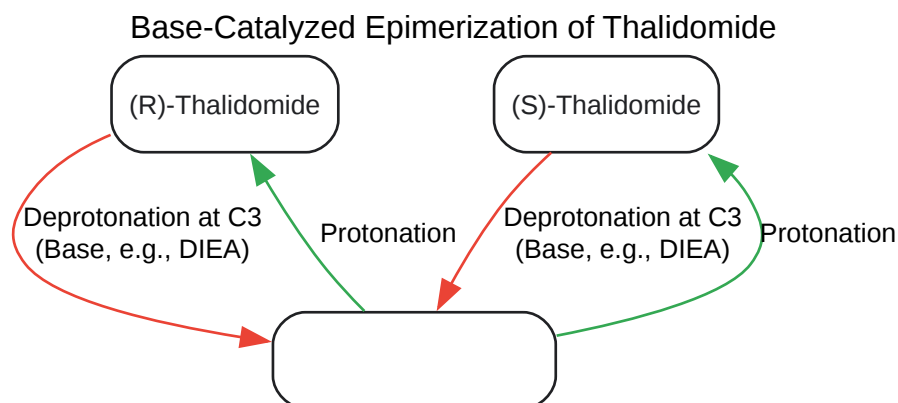 Base-Catalyzed Epimerization of Thalidomide
(R)-Thalidomide
(S)-Thalidomide
Deprotonation at C3
(Base, e.g., DIEA)
Protonation
Deprotonation at C3
(Base, e.g., DIEA)
Protonation